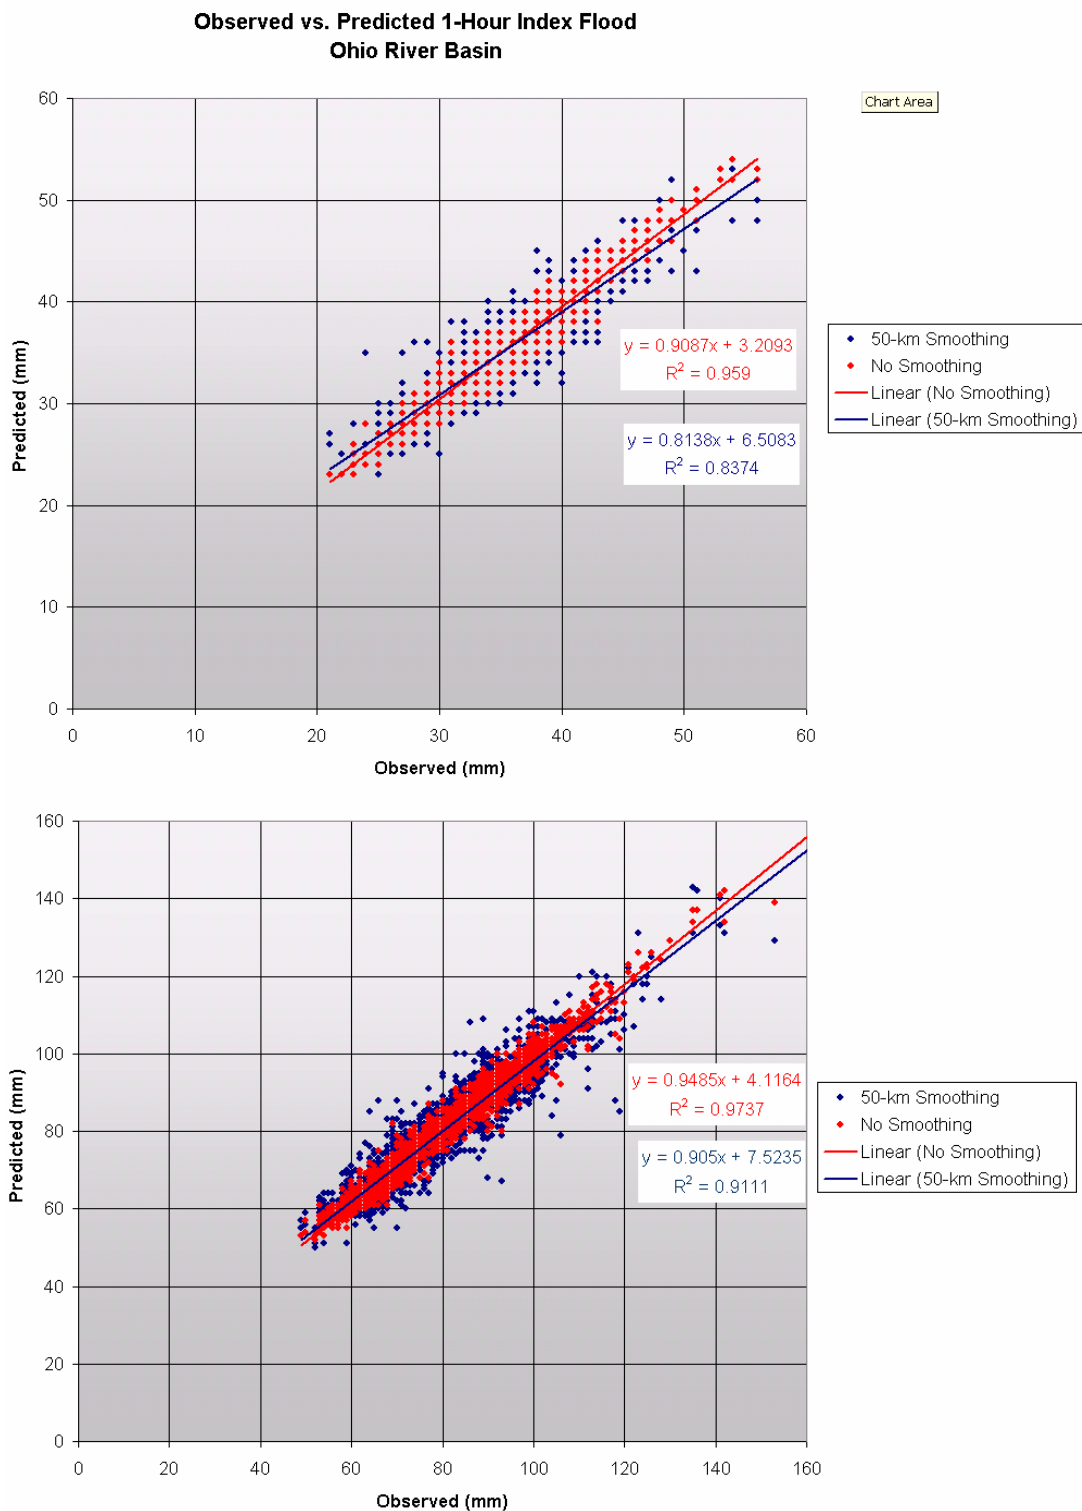 Observed vs. Predicted 1-Hour Index Flood
Ohio River Basin
Chart Area
60
50
40
30
20
10
0
Predicted (mm)
0 10 20 30 40 50 60
Observed (mm)
y = 0.9087x + 3.2093
R² = 0.959
y = 0.8138x + 6.5083
R² = 0.8374
50-km Smoothing
No Smoothing
Linear (No Smoothing)
Linear (50-km Smoothing)
160
140
120
100
80
60
40
20
0
Predicted (mm)
0 20 40 60 80 100 120 140 160
Observed (mm)
y = 0.9485x + 4.1164
R² = 0.9737
y = 0.905x + 7.5235
R² = 0.9111
50-km Smoothing
No Smoothing
Linear (No Smoothing)
Linear (50-km Smoothing)